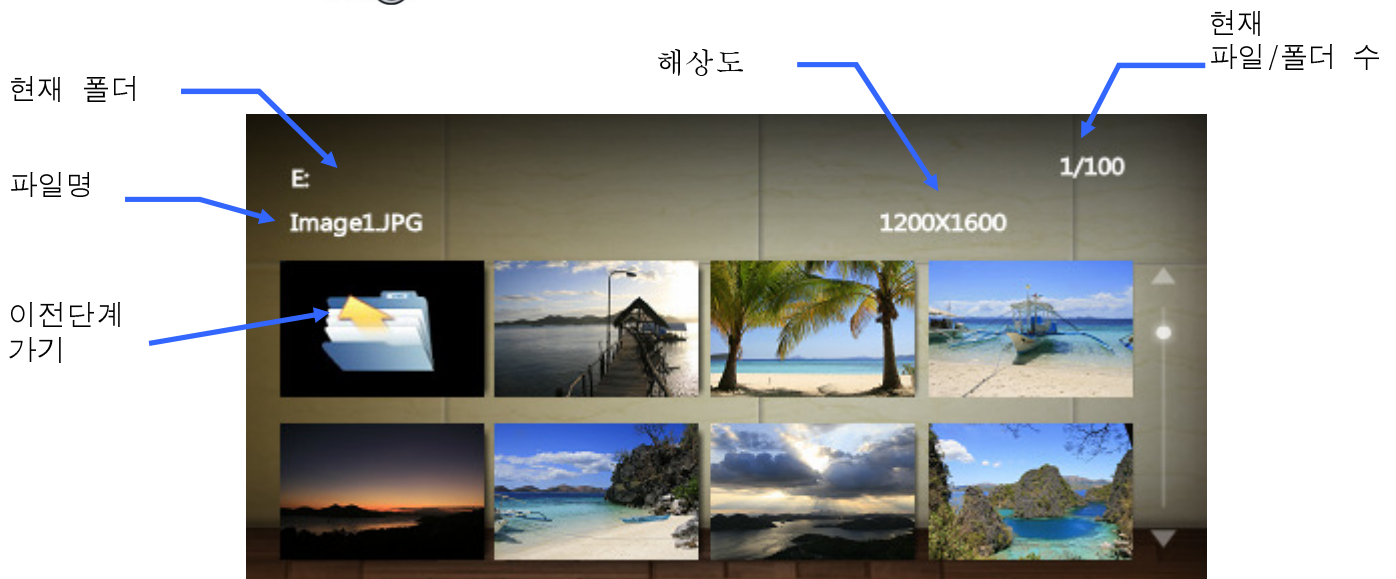 현재
파일/폴더 수
해상도
현재 폴더
1/100
E:
파일명
Image1.JPG
1200X1600
이전단계
가기